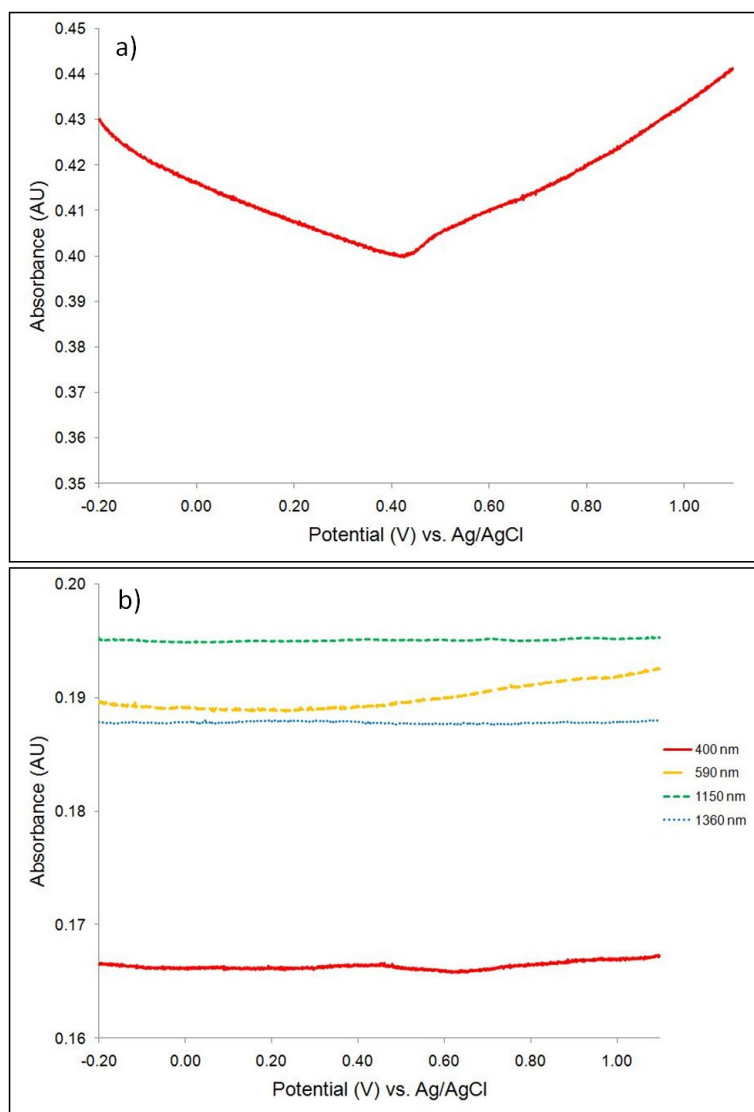 a)
0.45
0.44
0.43
0.42
0.41
0.40
0.39
0.38
0.37
0.36
0.35
Absorbance (AU)
-0.20 0.00 0.20 0.40 0.60 0.80 1.00
Potential (V) vs. Ag/AgCl
b)
0.20
0.19
0.18
0.17
0.16
Absorbance (AU)
400 nm
590 nm
1150 nm
1360 nm
-0.20 0.00 0.20 0.40 0.60 0.80 1.00
Potential (V) vs. Ag/AgCl